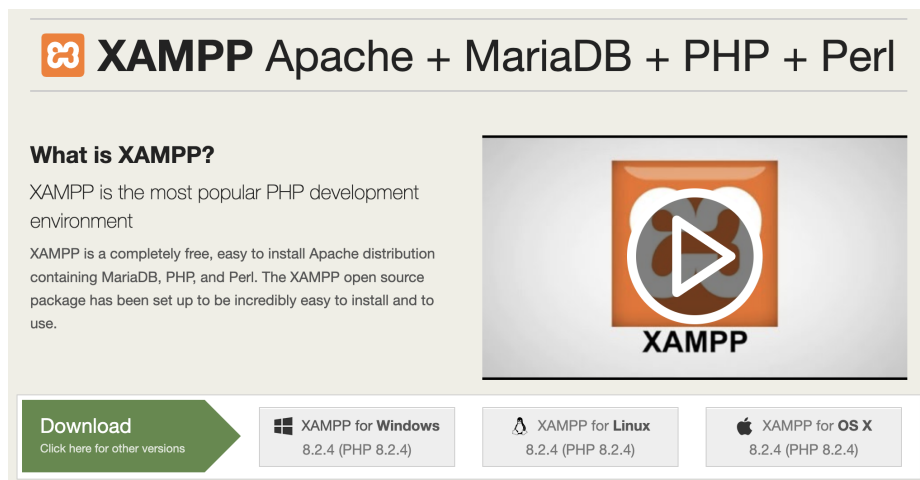 XAMPP Apache + MariaDB + PHP + Perl
What is XAMPP?
XAMPP is the most popular PHP development
environment
XAMPP is a completely free, easy to install Apache distribution
containing MariaDB, PHP, and Perl. The XAMPP open source
package has been set up to be incredibly easy to install and to
use.
XAMPP
Download
Click here for other versions
XAMPP for Windows
8.2.4 (PHP 8.2.4)
XAMPP for Linux
8.2.4 (PHP 8.2.4)
XAMPP for OS X
8.2.4 (PHP 8.2.4)